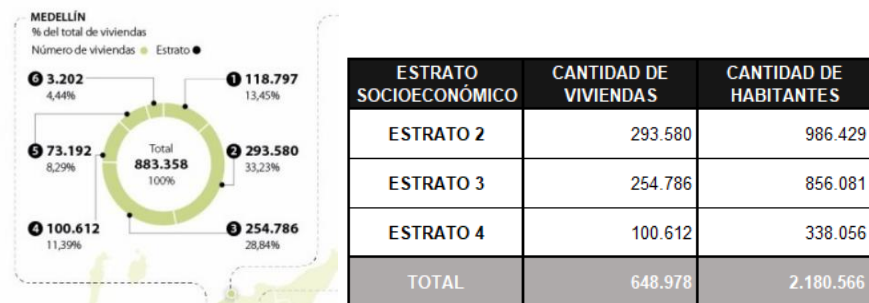 MEDELLÍN
% del total de viviendas
Número de viviendas Estrato
6 3.202
4,44%
1 118.797
13,45%
5 73.192
8,29%
Total
883.358
100%
2 293.580
33,23%
4 100.612
11,39%
3 254.786
28,84%
ESTRATO SOCIOECONÓMICO CANTIDAD DE VIVIENDAS CANTIDAD DE HABITANTES
ESTRATO 2 293.580 986.429
ESTRATO 3 254.786 856.081
ESTRATO 4 100.612 338.056
TOTAL 648.978 2.180.566